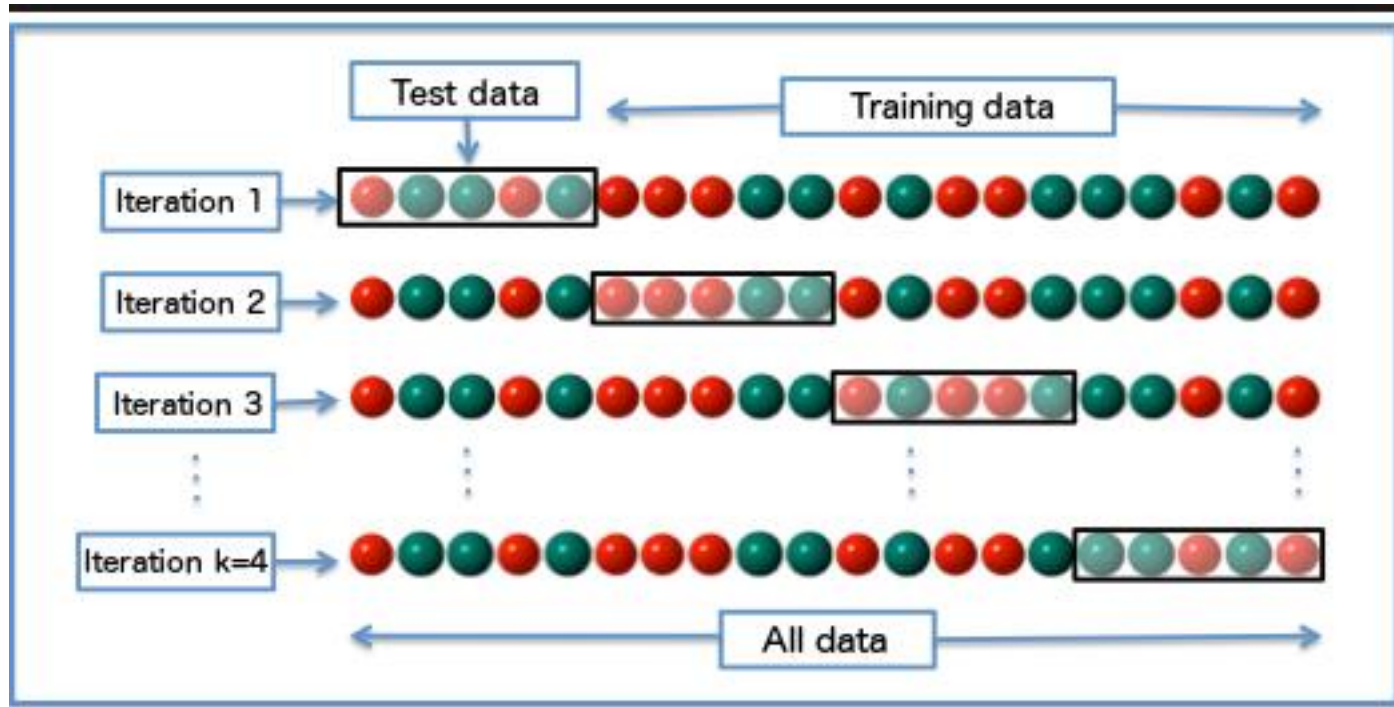 Test data
Training data
Iteration 1
Iteration 2
Iteration 3
Iteration k=4
All data